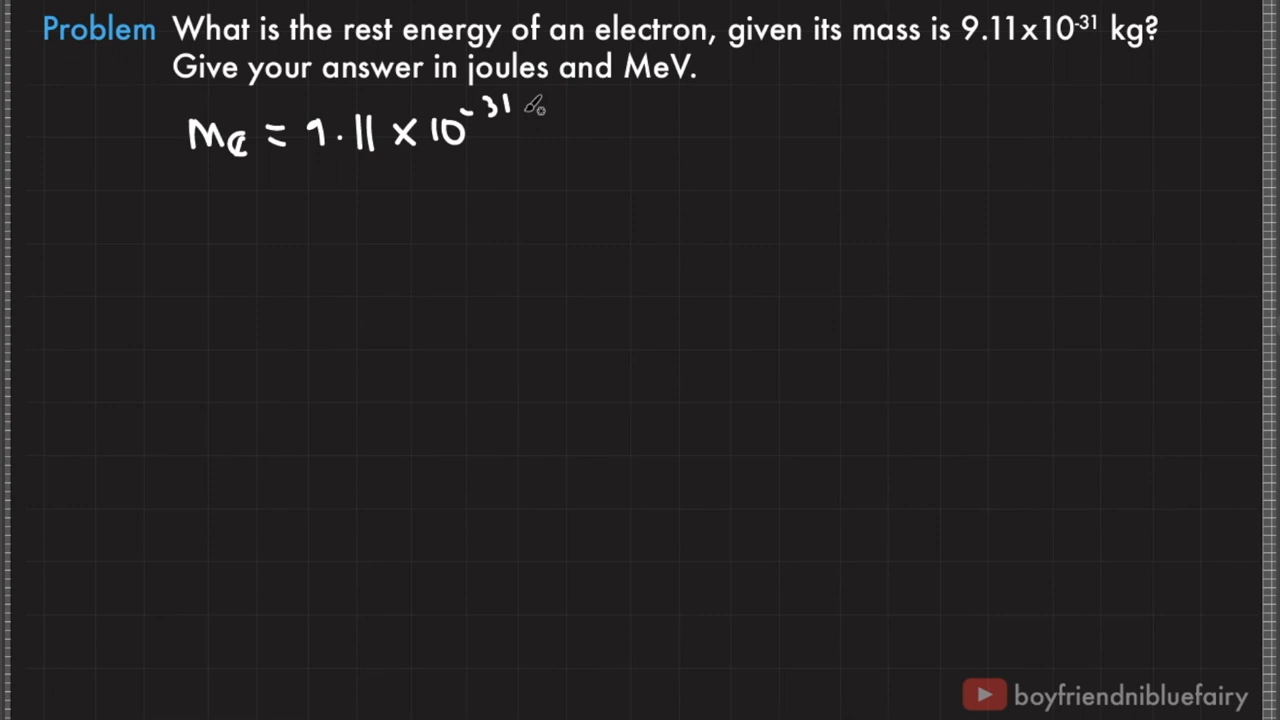 Problem What is the rest energy of an electron, given its mass is 9.11x10⁻³¹ kg?
Give your answer in joules and MeV.
me = 9.11 × 10⁻³¹
boyfriendnibluefairy